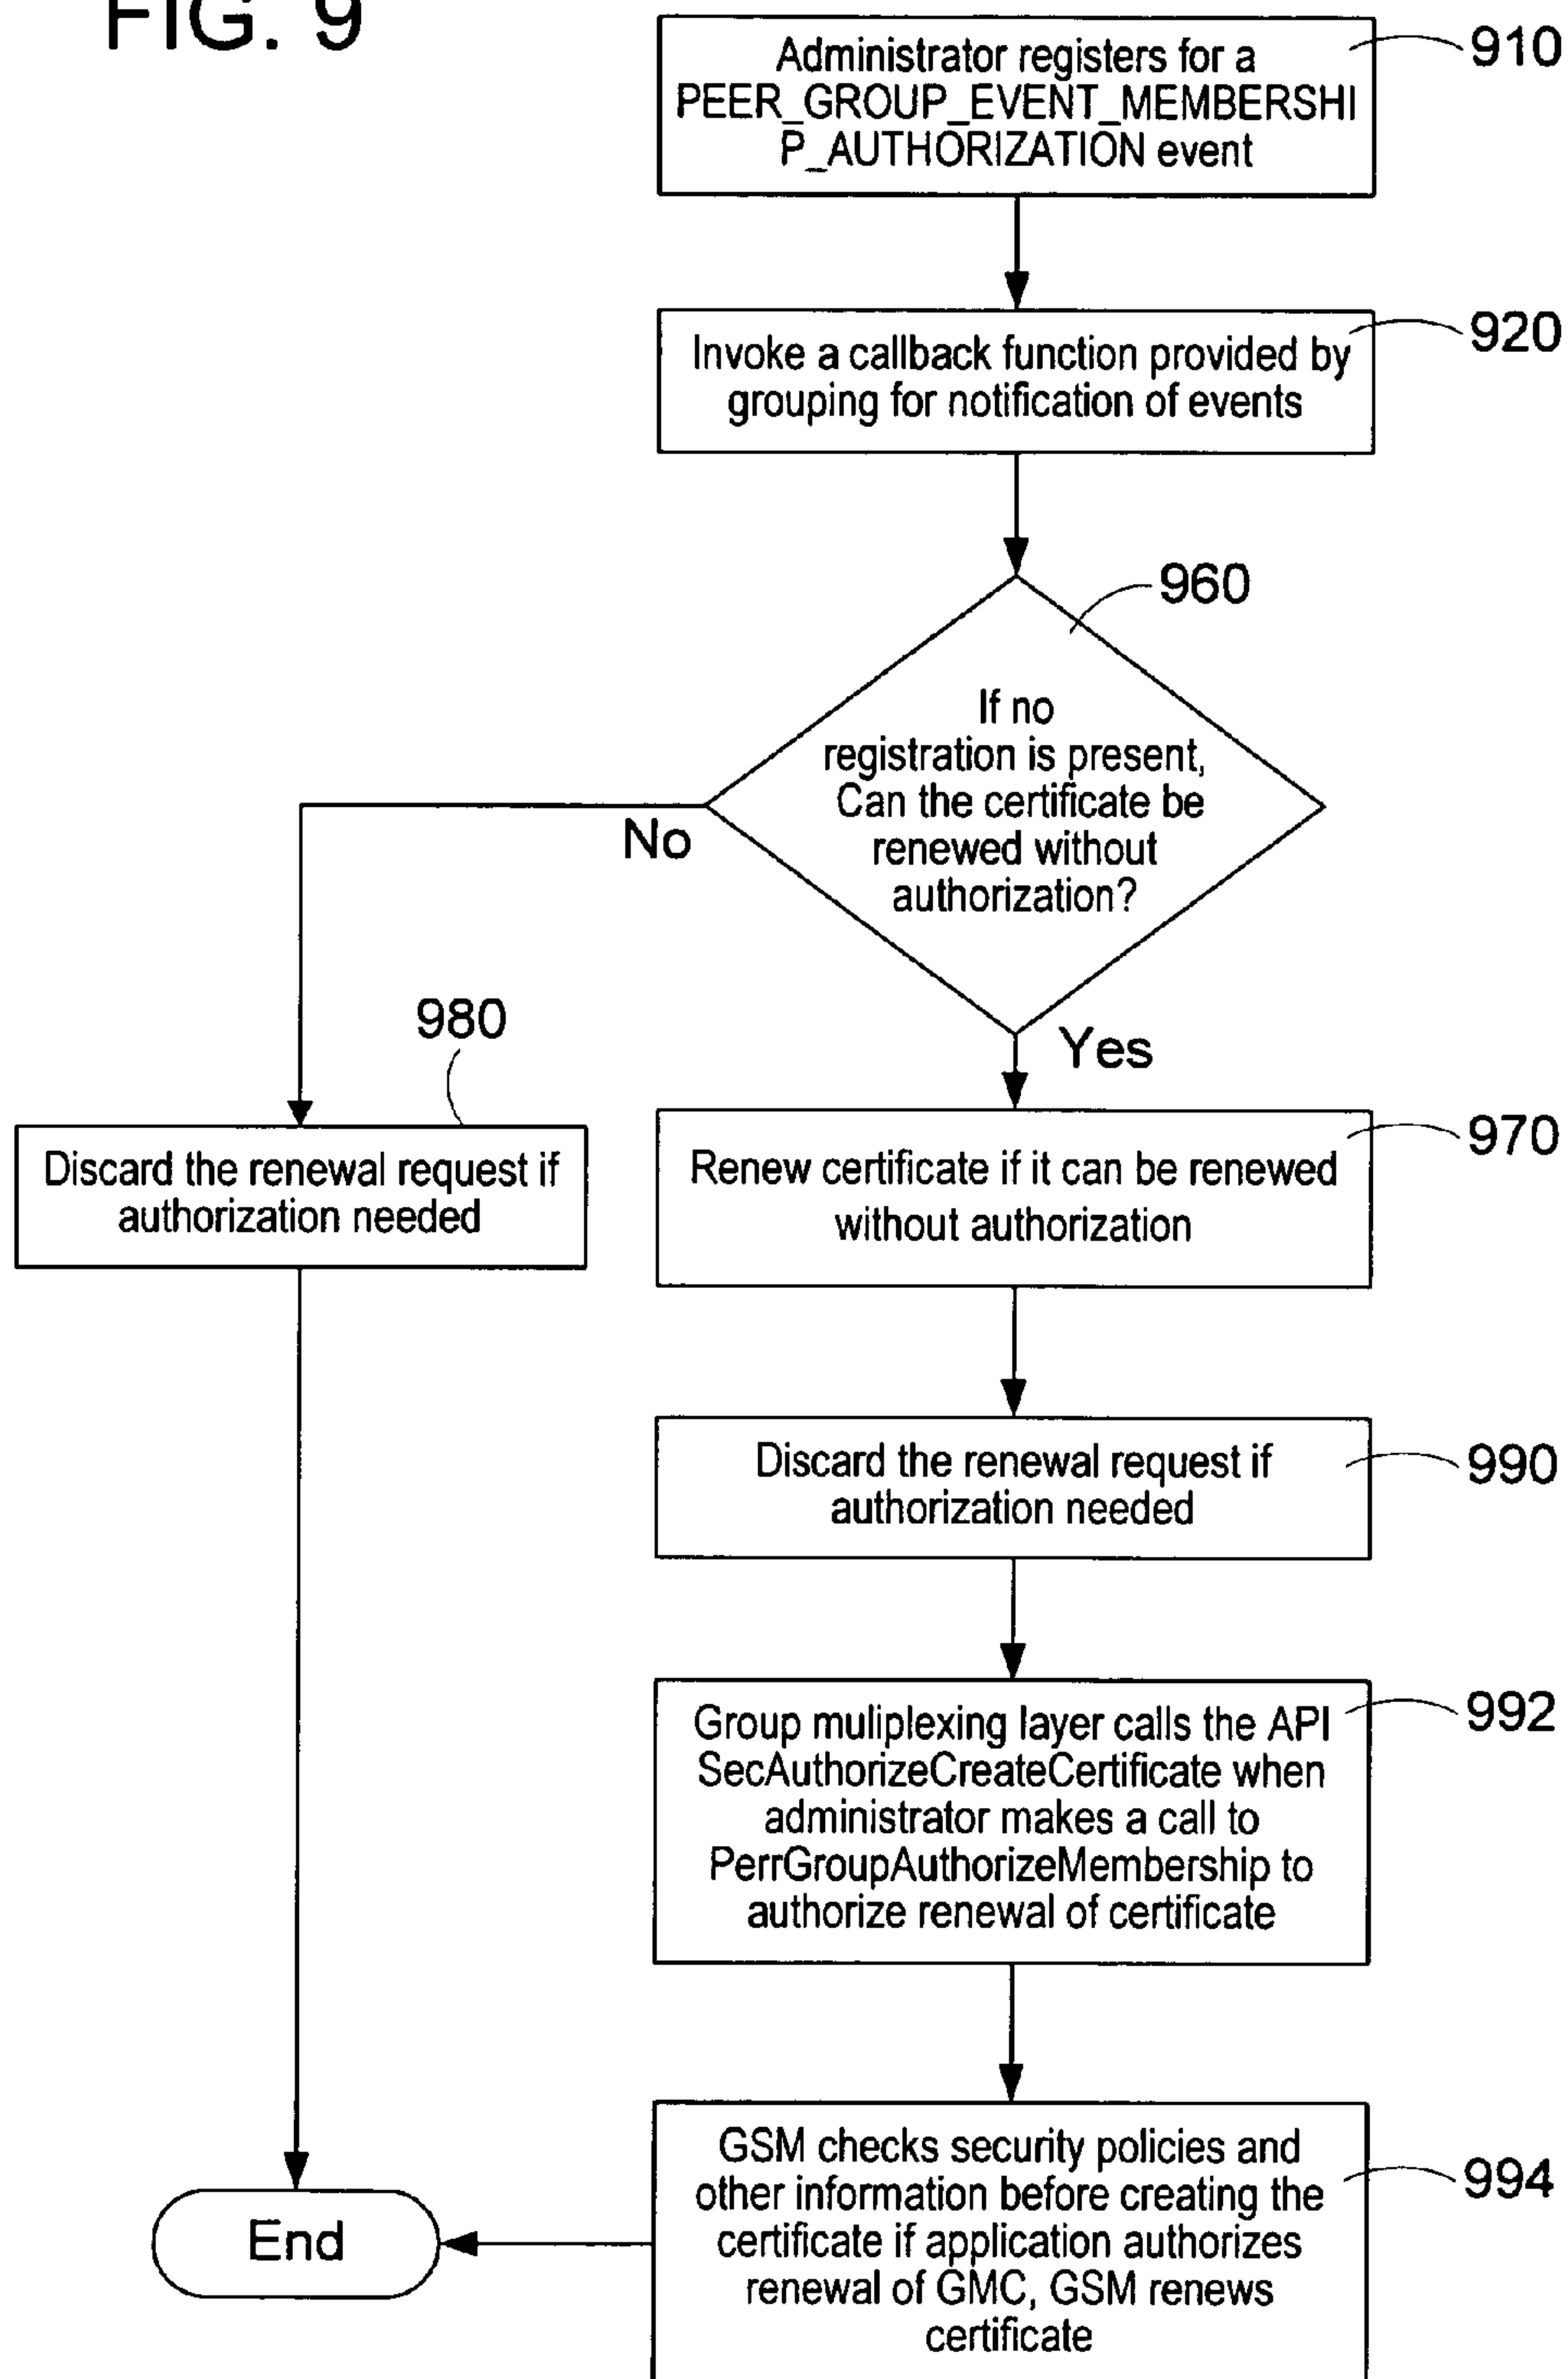 FIG. 9
Administrator registers for a
PEER_GROUP_EVENT_MEMBERSHI
P_AUTHORIZATION event
910
Invoke a callback function provided by
grouping for notification of events
920
960
If no
registration is present,
Can the certificate be
renewed without
authorization?
No
Yes
980
Discard the renewal request if
authorization needed
Renew certificate if it can be renewed
without authorization
970
Discard the renewal request if
authorization needed
990
Group muliplexing layer calls the API
SecAuthorizeCreateCertificate when
administrator makes a call to
PerrGroupAuthorizeMembership to
authorize renewal of certificate
992
GSM checks security policies and
other information before creating the
certificate if application authorizes
renewal of GMC, GSM renews
certificate
994
End